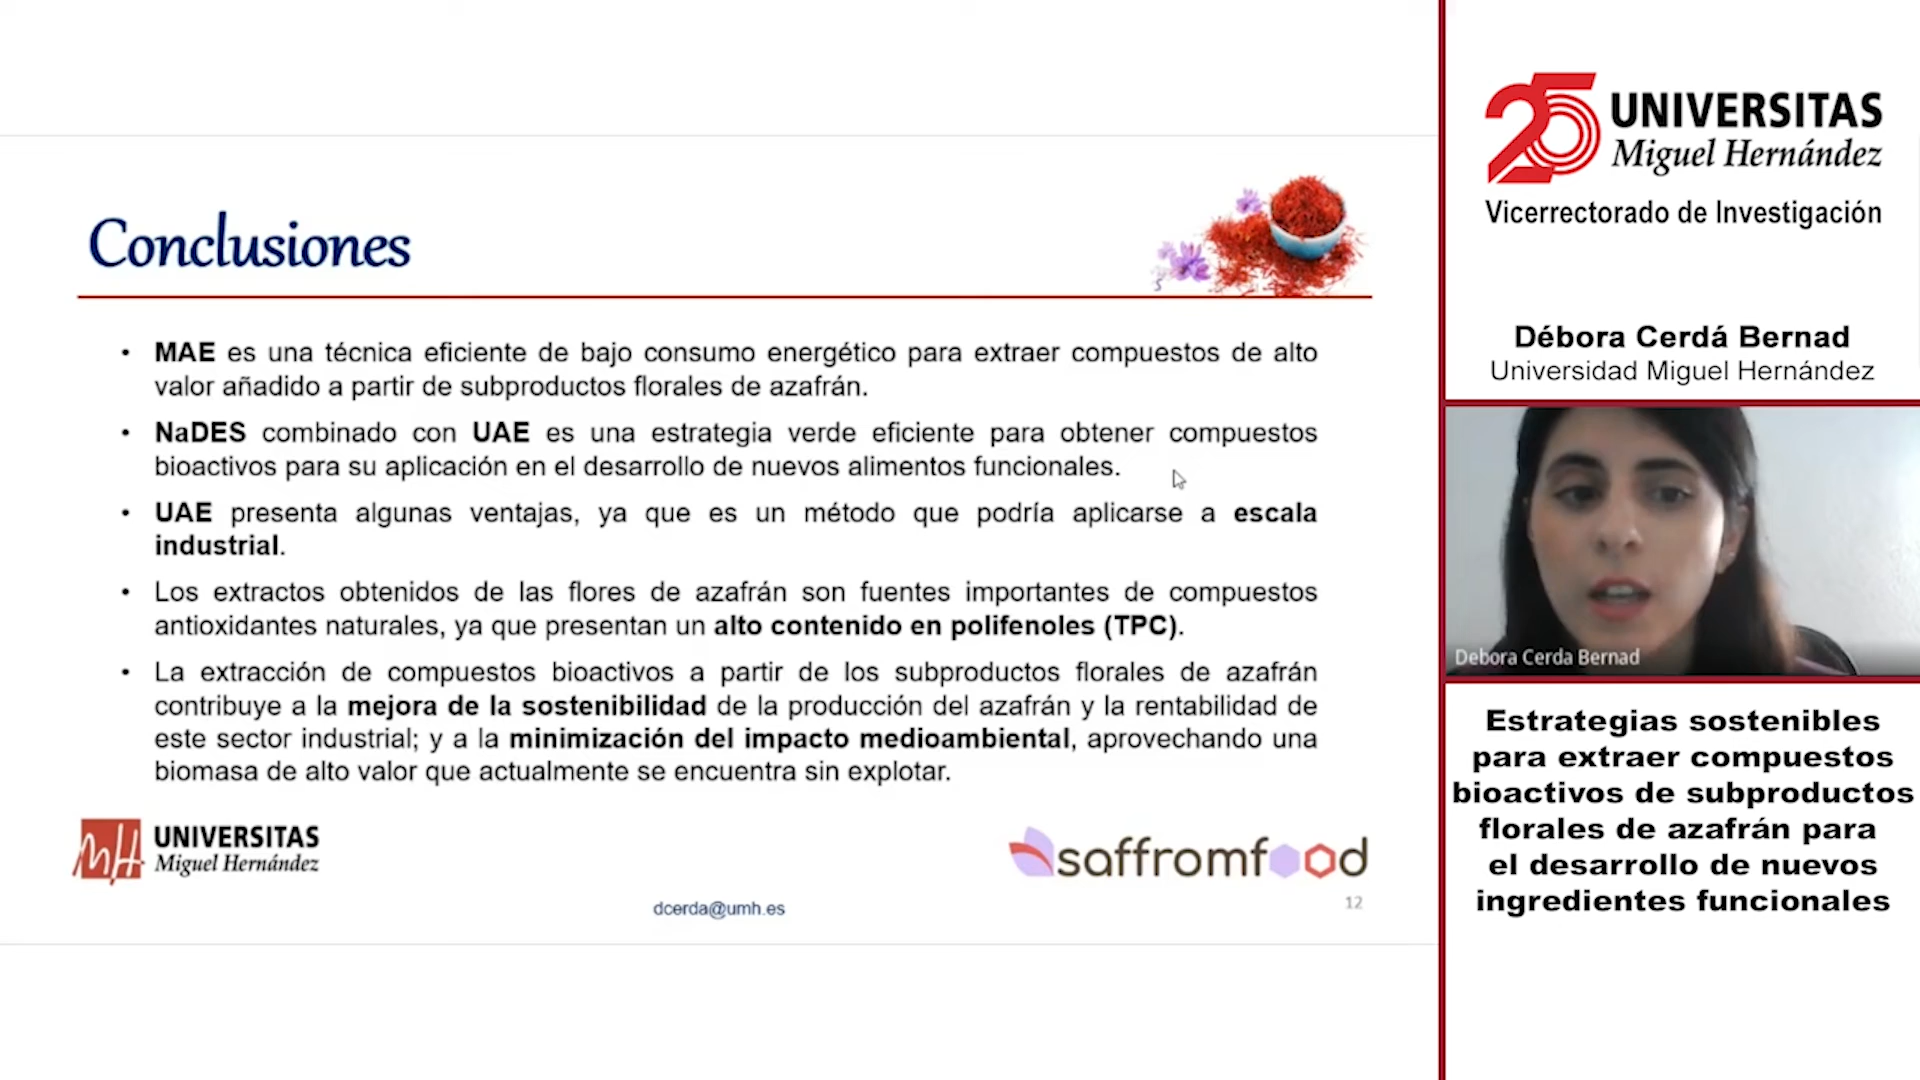 Conclusiones
• MAE es una técnica eficiente de bajo consumo energético para extraer compuestos de alto
valor añadido a partir de subproductos florales de azafrán.
• NaDES combinado con UAE es una estrategia verde eficiente para obtener compuestos
bioactivos para su aplicación en el desarrollo de nuevos alimentos funcionales.
• UAE presenta algunas ventajas, ya que es un método que podría aplicarse a escala
industrial.
• Los extractos obtenidos de las flores de azafrán son fuentes importantes de compuestos
antioxidantes naturales, ya que presentan un alto contenido en polifenoles (TPC).
• La extracción de compuestos bioactivos a partir de los subproductos florales de azafrán
contribuye a la mejora de la sostenibilidad de la producción del azafrán y la rentabilidad de
este sector industrial; y a la minimización del impacto medioambiental, aprovechando una
biomasa de alto valor que actualmente se encuentra sin explotar.
MH UNIVERSITAS
Miguel Hernández
saffromfood
dcerda@umh.es
12
25 UNIVERSITAS
Miguel Hernández
Vicerrectorado de Investigación
Débora Cerdá Bernad
Universidad Miguel Hernández
Debora Cerda Bernad
Estrategias sostenibles
para extraer compuestos
bioactivos de subproductos
florales de azafrán para
el desarrollo de nuevos
ingredientes funcionales